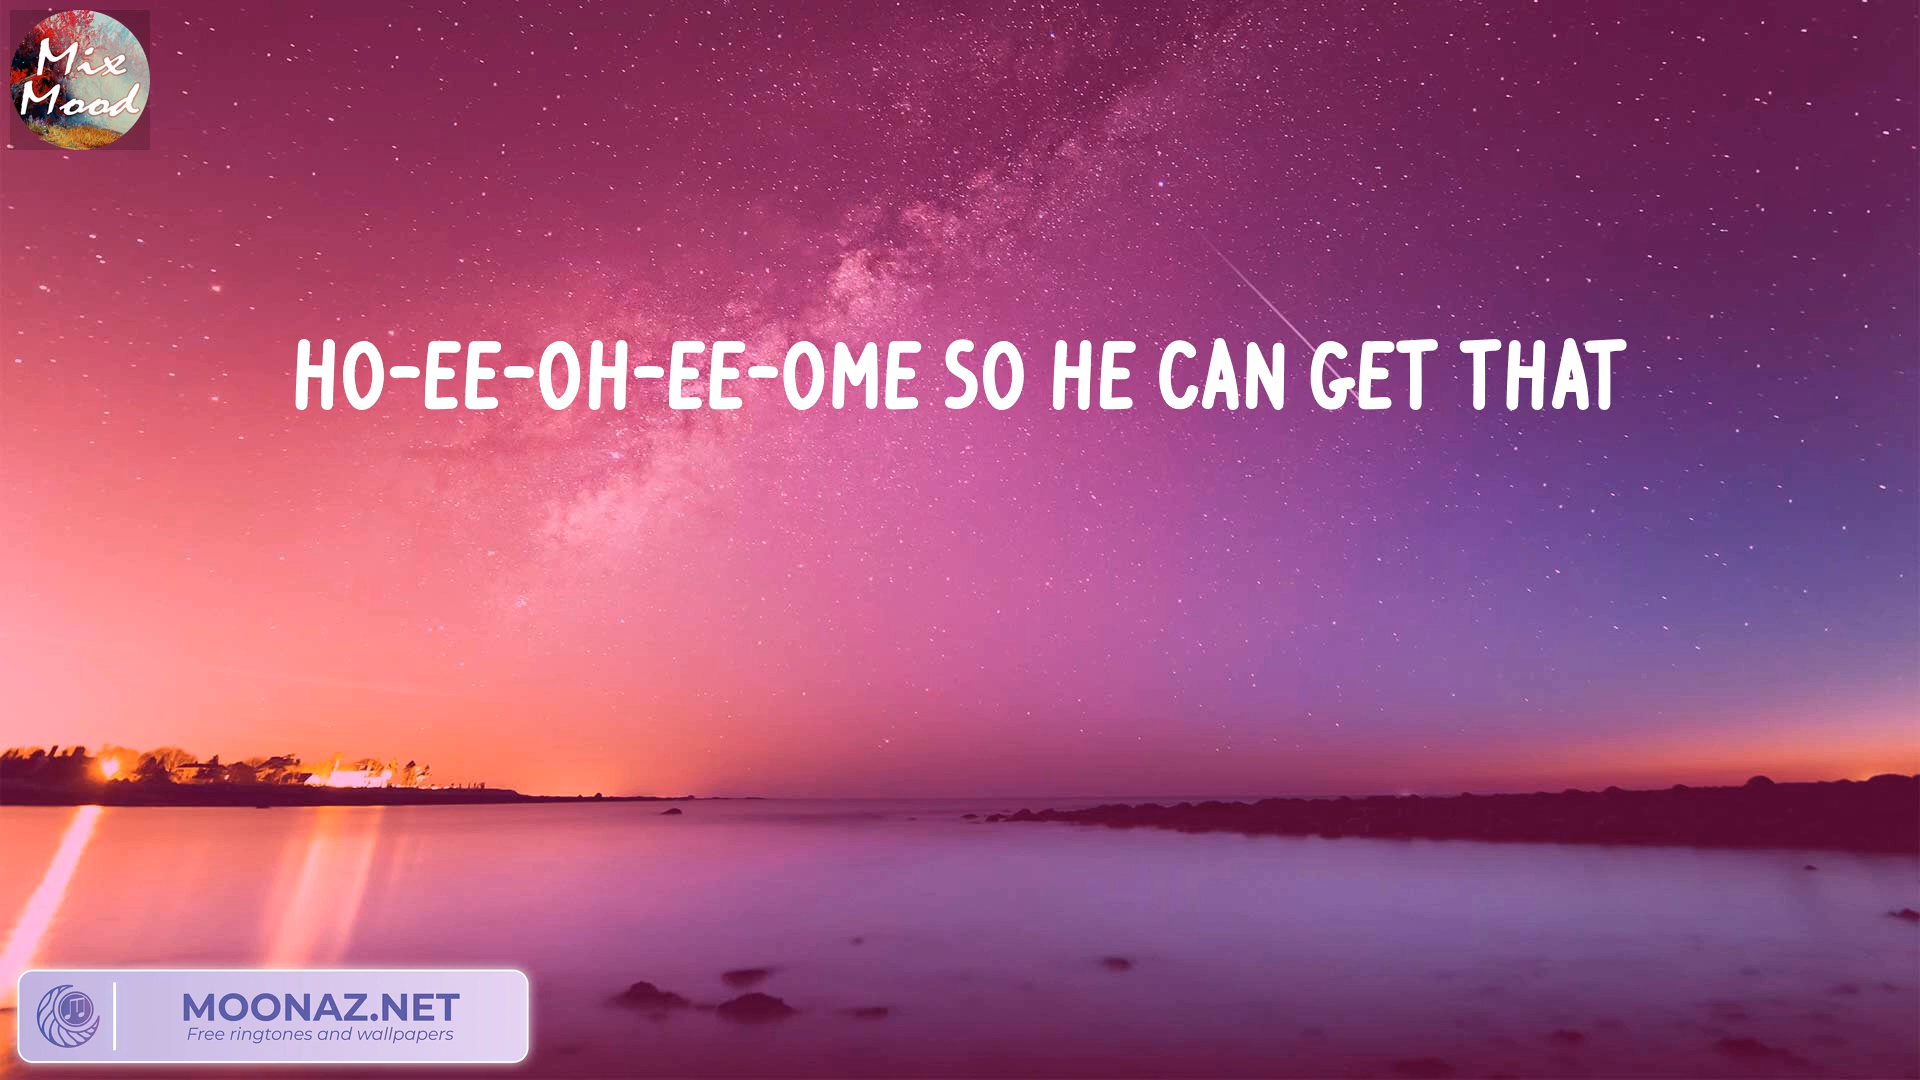 Mix
Mood
HO-EE-OH-EE-OME SO HE CAN GET THAT
MOONAZ.NET
Free ringtones and wallpapers